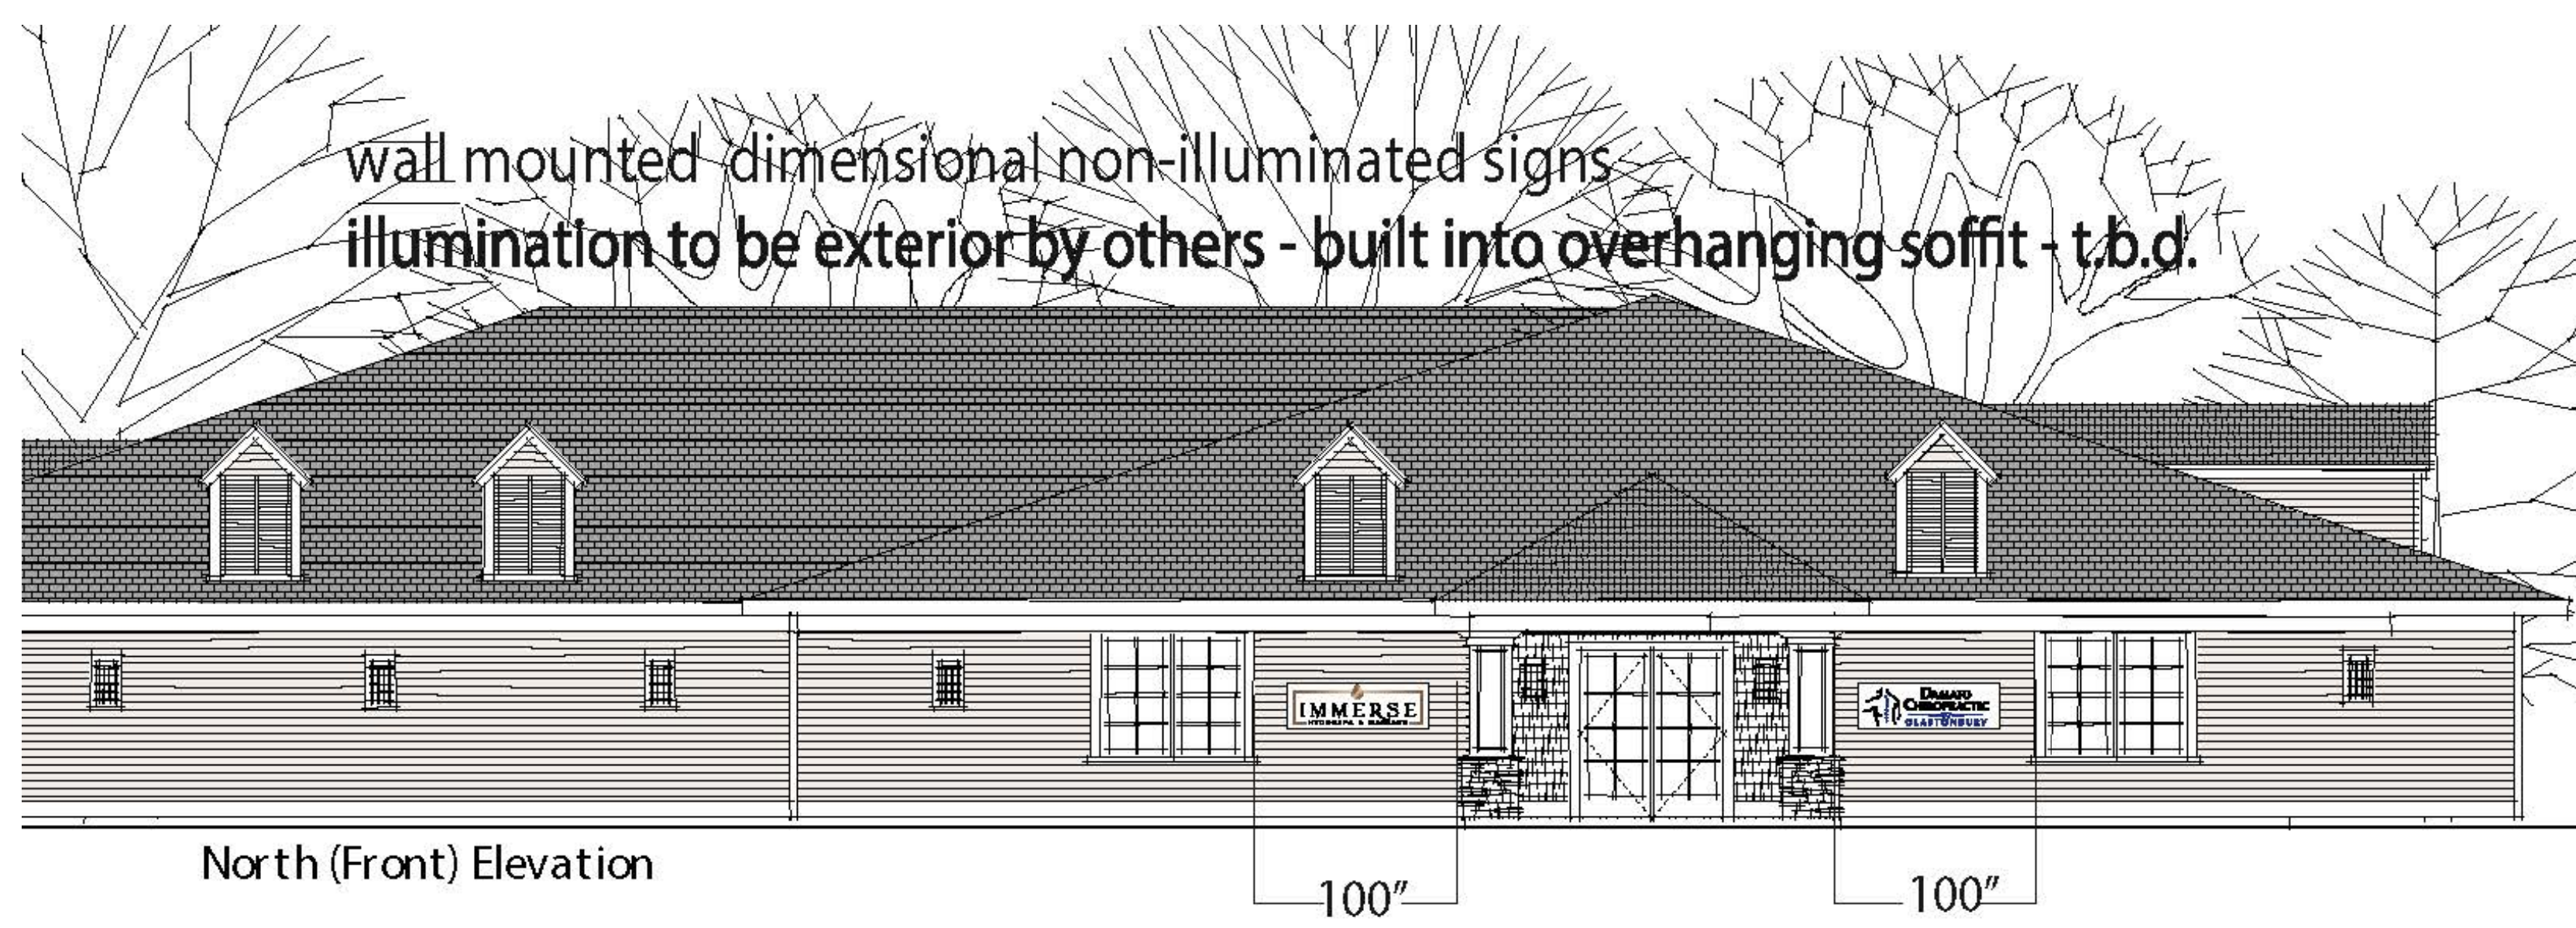 wall mounted dimensional non-illuminated signs
illumination to be exterior by others - built into overhanging soffit - t.b.d.
IMMERSE
DAMATO
CHIROPRACTIC
GLASTONBURY
North (Front) Elevation
100"
100"